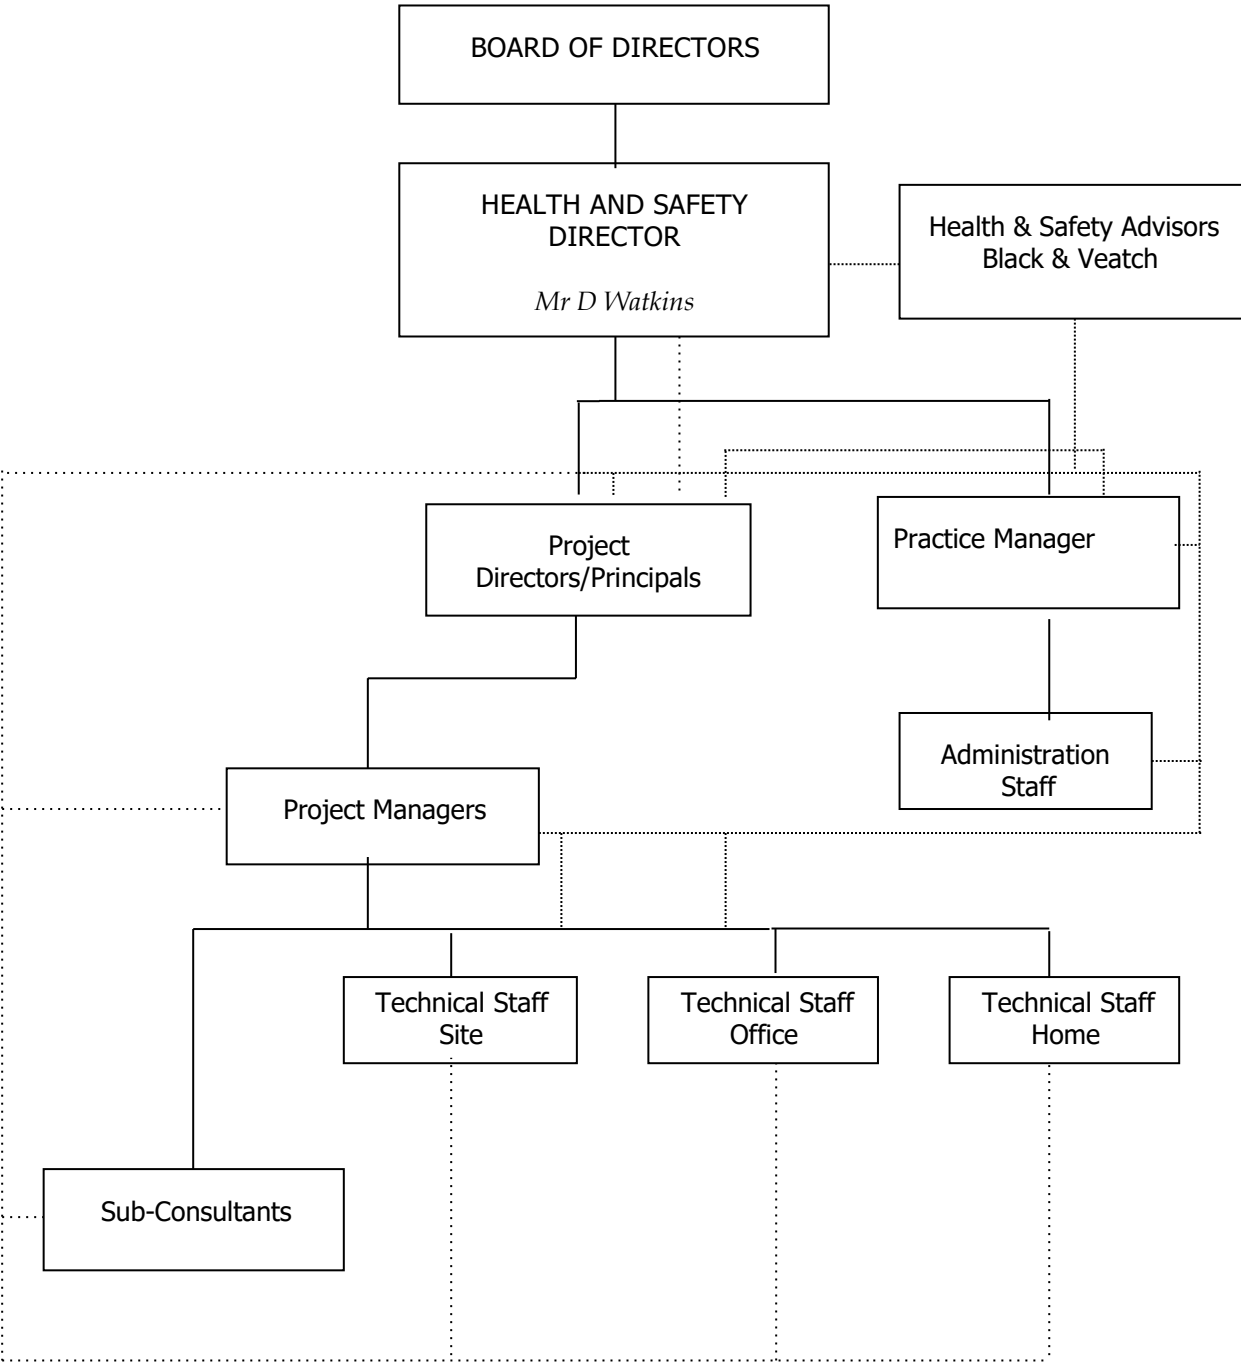 BOARD OF DIRECTORS
HEALTH AND SAFETY
DIRECTOR
Mr D Watkins
Health & Safety Advisors
Black & Veatch
Project
Directors/Principals
Practice Manager
Administration
Staff
Project Managers
Technical Staff
Site
Technical Staff
Office
Technical Staff
Home
Sub-Consultants